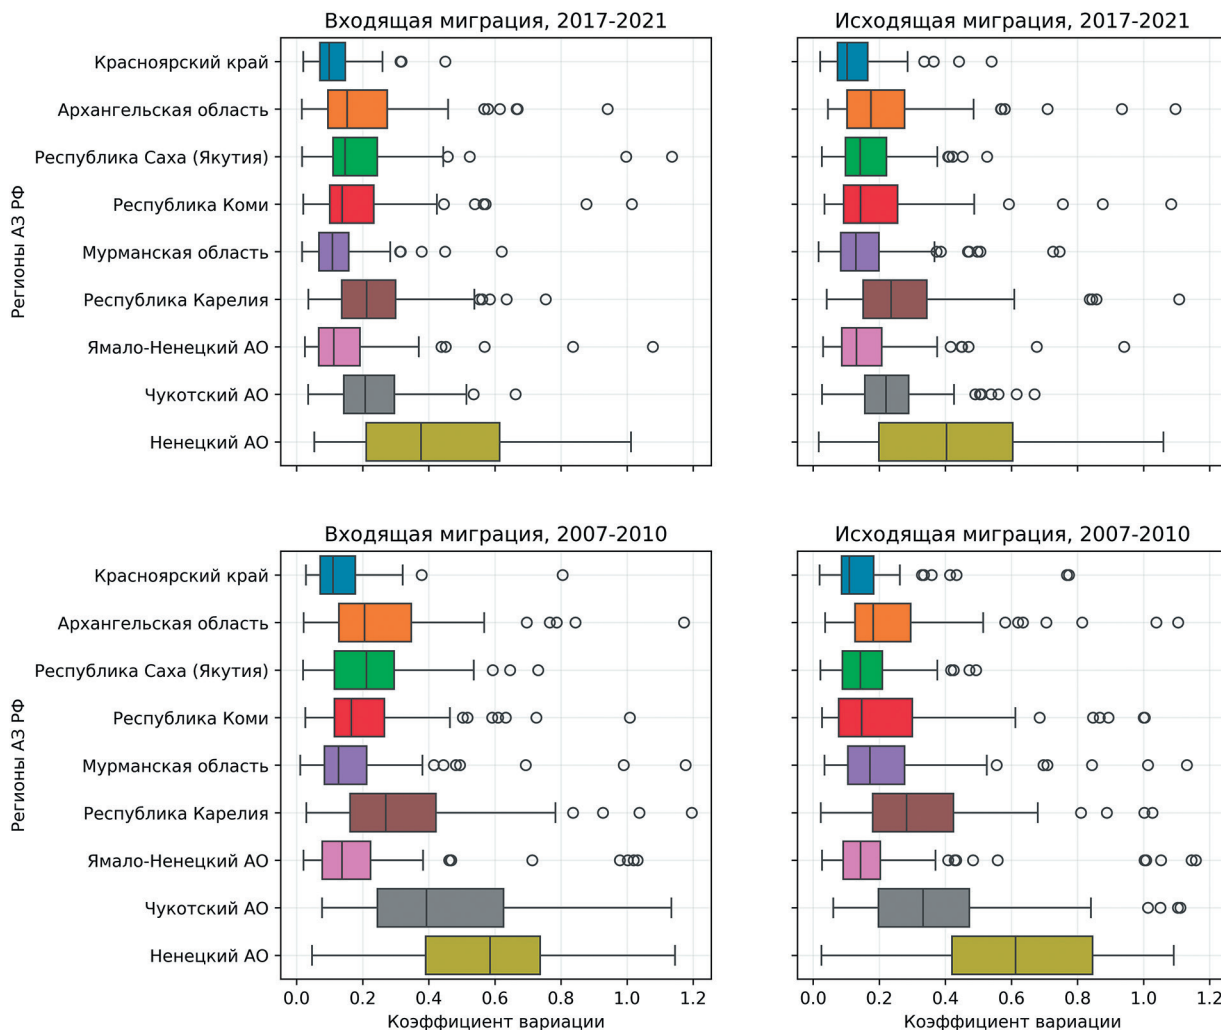 Входящая миграция, 2017-2021
Исходящая миграция, 2017-2021
Регионы АЗ РФ
Красноярский край
Архангельская область
Республика Саха (Якутия)
Республика Коми
Мурманская область
Республика Карелия
Ямало-Ненецкий АО
Чукотский АО
Ненецкий АО
Входящая миграция, 2007-2010
Исходящая миграция, 2007-2010
Регионы АЗ РФ
Красноярский край
Архангельская область
Республика Саха (Якутия)
Республика Коми
Мурманская область
Республика Карелия
Ямало-Ненецкий АО
Чукотский АО
Ненецкий АО
0.0 0.2 0.4 0.6 0.8 1.0 1.2
0.0 0.2 0.4 0.6 0.8 1.0 1.2
Коэффициент вариации
Коэффициент вариации